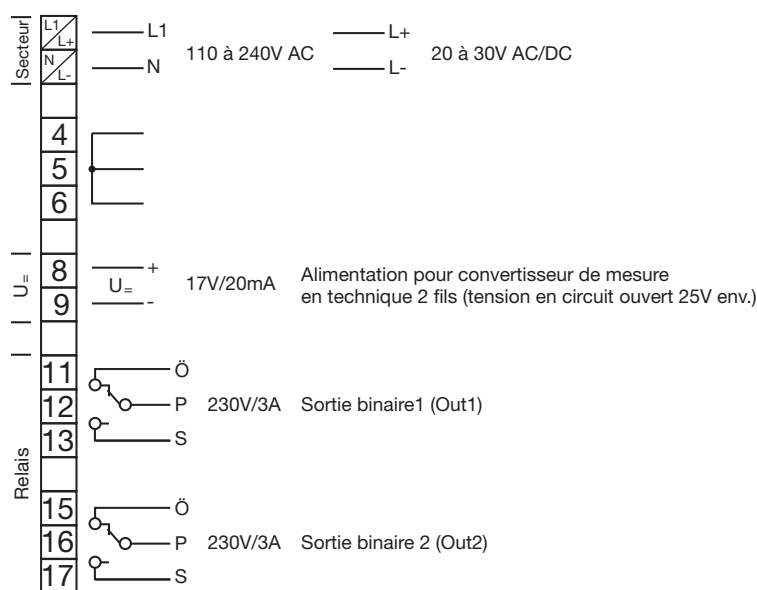 Secteur
L1/L+ L1 110 à 240V AC L+ 20 à 30V AC/DC
N/L- N L-
4
5
6
U=
8 U= + 17V/20mA Alimentation pour convertisseur de mesure
9 - en technique 2 fils (tension en circuit ouvert 25V env.)
Relais
11 Ö
12 P 230V/3A Sortie binaire1 (Out1)
13 S
15 Ö
16 P 230V/3A Sortie binaire 2 (Out2)
17 S